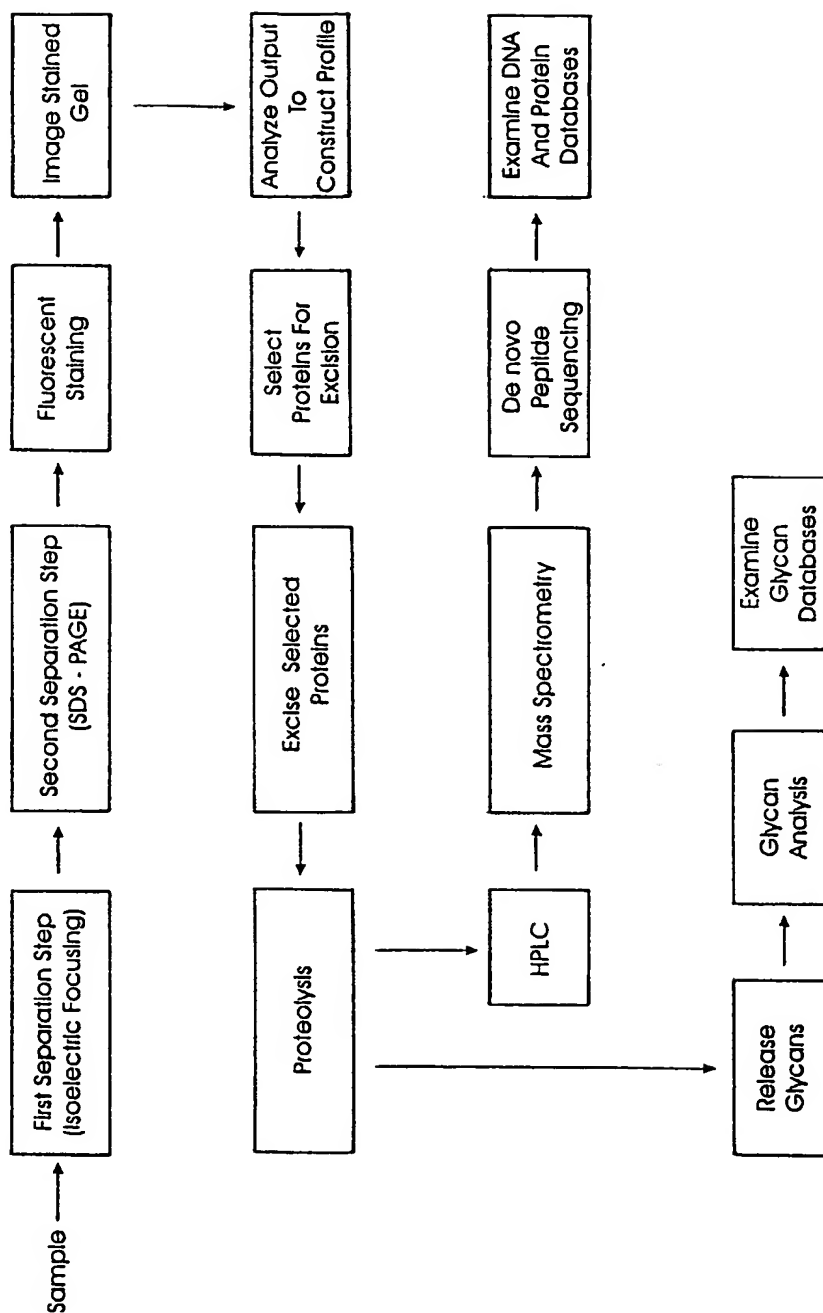 Sample
First Separation Step
(Isoelectric Focusing)
Second Separation Step
(SDS - PAGE)
Fluorescent
Staining
Image Stained
Gel
Analyze Output
To
Construct Profile
Select
Proteins For
Excision
Excise Selected
Proteins
Proteolysis
HPLC
Mass Spectrometry
De novo
Peptide
Sequencing
Examine DNA
And Protein
Databases
Release
Glycans
Glycan
Analysis
Examine
Glycan
Databases